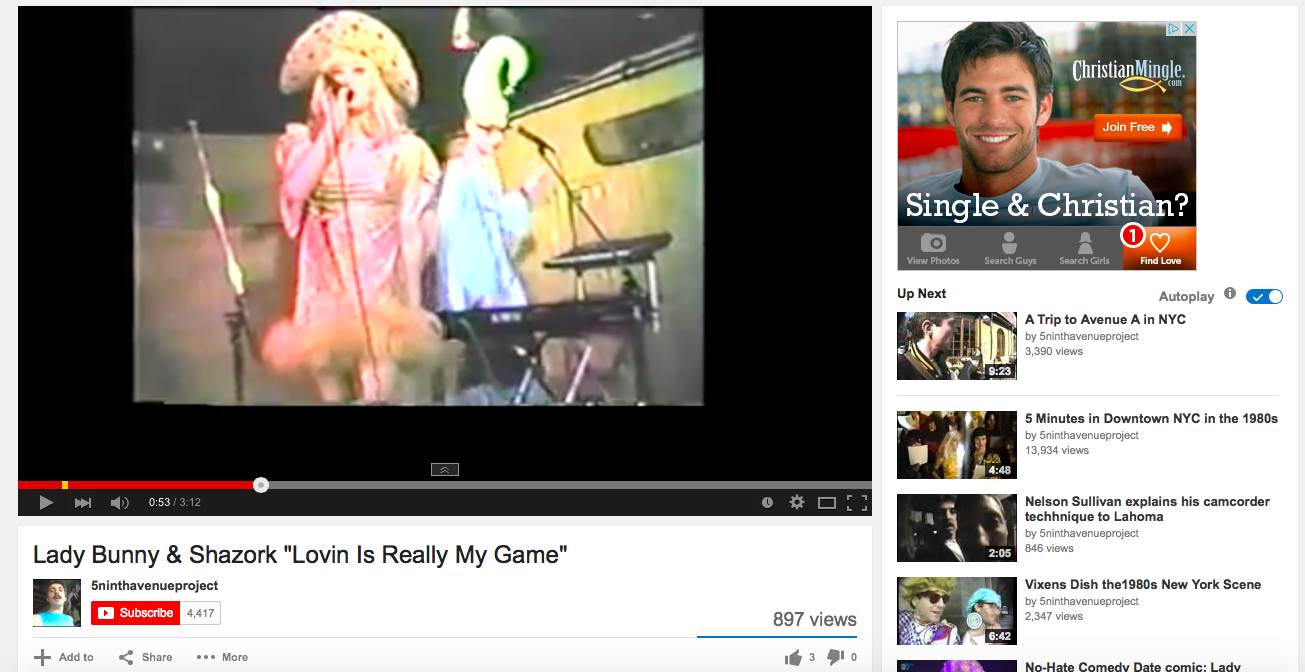 0:53 / 3:12
Lady Bunny & Shazork "Lovin Is Really My Game"
5ninthavenueproject
Subscribe 4,417
897 views
Add to Share More 3 0
ChristianMingle.com
Join Free
Single & Christian?
1
View Photos Search Guys Search Girls Find Love
Up Next Autoplay
A Trip to Avenue A in NYC
by 5ninthavenueproject
3,390 views
9:23
5 Minutes in Downtown NYC in the 1980s
by 5ninthavenueproject
13,934 views
4:48
Nelson Sullivan explains his camcorder
techhnique to Lahoma
by 5ninthavenueproject
846 views
2:05
Vixens Dish the1980s New York Scene
by 5ninthavenueproject
2,347 views
6:42
No-Hate Comedy Date comic: Lady